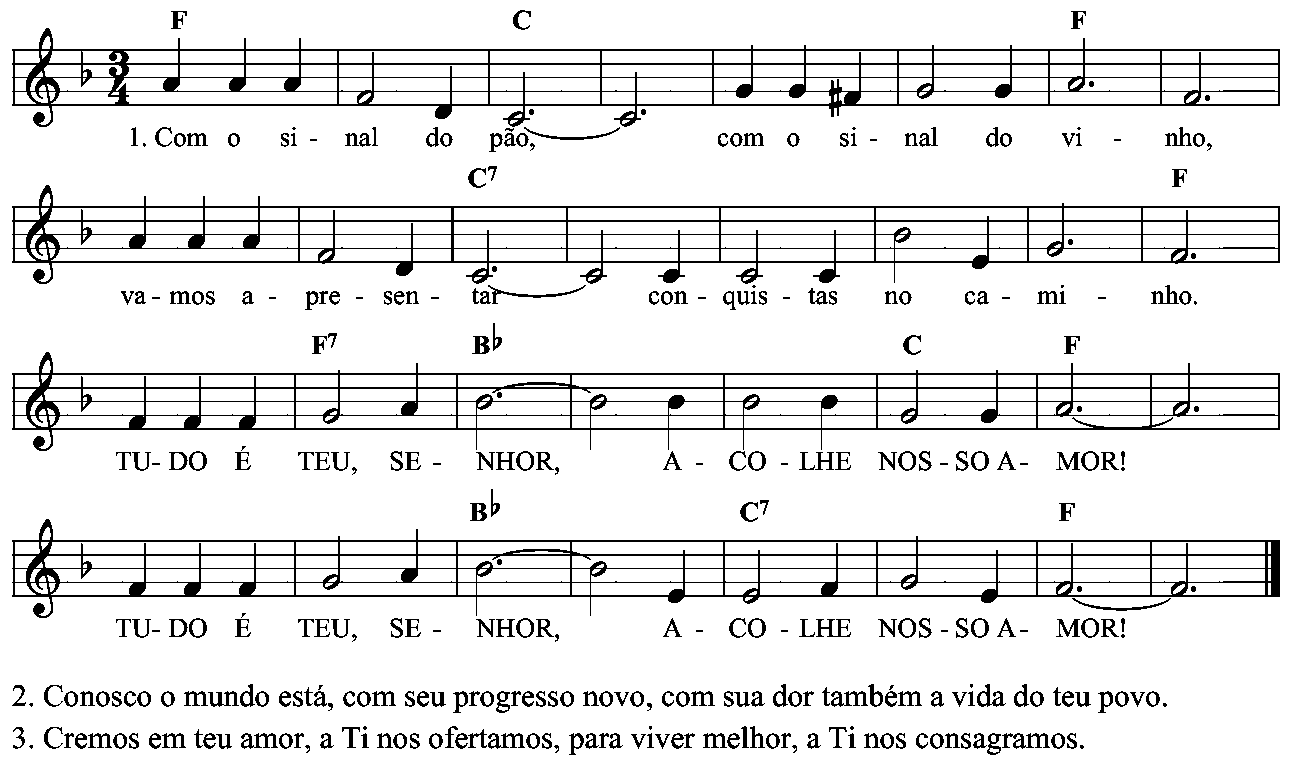 F C F
1. Com o si - nal do pão, com o si - nal do vi - nho,
C7 F
va - mos a - pre - sen - tar con - quis - tas no ca - mi - nho.
F7 B♭ C F
TU- DO É TEU, SE - NHOR, A - CO - LHE NOS - SO A - MOR!
B♭ C7 F
TU- DO É TEU, SE - NHOR, A - CO - LHE NOS - SO A - MOR!
2. Conosco o mundo está, com seu progresso novo, com sua dor também a vida do teu povo.
3. Cremos em teu amor, a Ti nos ofertamos, para viver melhor, a Ti nos consagramos.